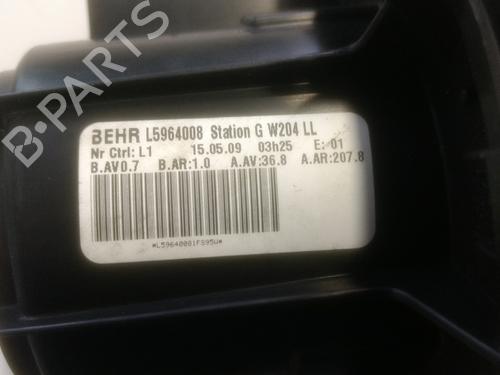 BEHR L5964008 Station G W204 LL
Nr Ctrl: L1 15.05.09 03h25 E: 01
B.AV0.7 B.AR:1.0 A.AV:36.8 A.AR:207.8
*L59640081FS95W*
B-PARTS